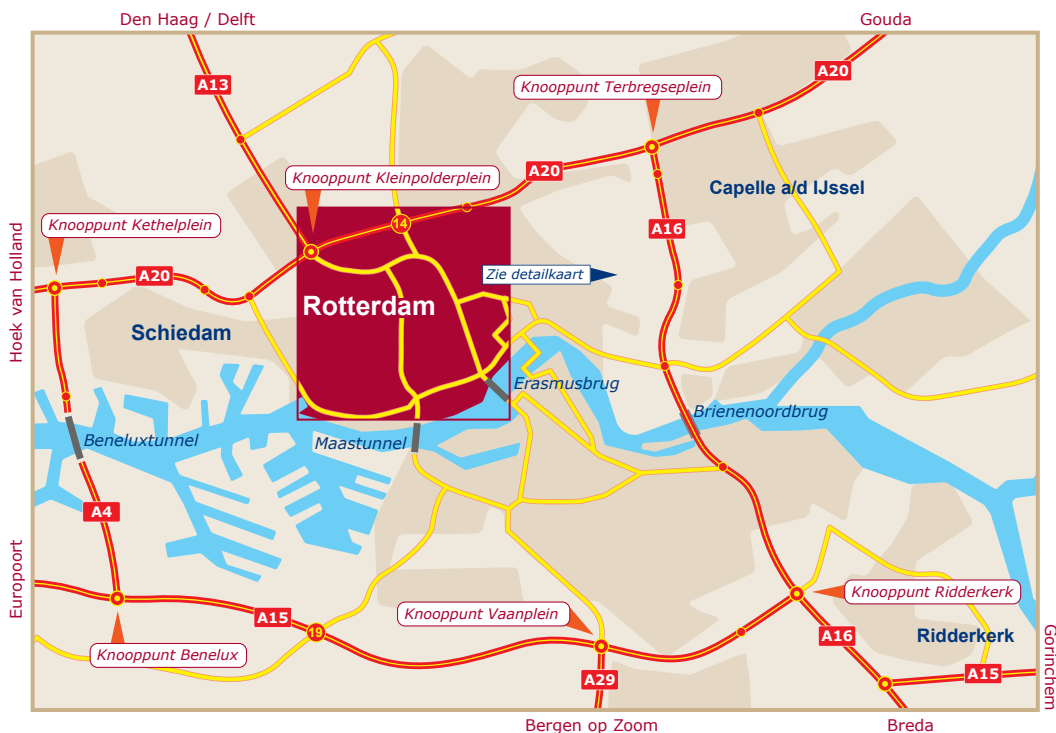 Den Haag / Delft
Gouda
A13
A20
Knooppunt Terbregseplein
Knooppunt Kleinpolderplein
A20
Capelle a/d IJssel
Knooppunt Kethelplein
14
A16
Hoek van Holland
A20
Zie detailkaart
Rotterdam
Schiedam
Erasmusbrug
Brienenoordbrug
Beneluxtunnel
Maastunnel
A4
Europoort
Knooppunt Ridderkerk
A15
Knooppunt Vaanplein
19
A16
Ridderkerk
Knooppunt Benelux
A29
A15
Gorinchem
Bergen op Zoom
Breda